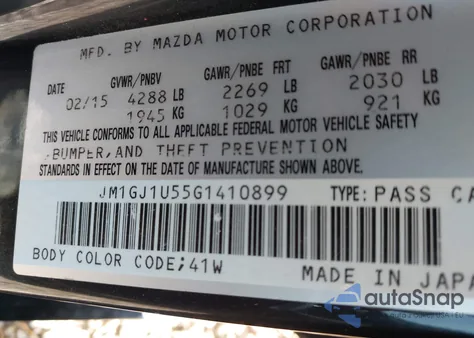 MFD. BY MAZDA MOTOR CORPORATION
DATE GVWR/PNBV GAWR/PNBE FRT GAWR/PNBE RR
02/15 4288 LB 2269 LB 2030 LB
1945 KG 1029 KG 921 KG
THIS VEHICLE CONFORMS TO ALL APPLICABLE FEDERAL MOTOR VEHICLE SAFETY
,BUMPER,AND THEFT PREVENTION
STANDARDS IN EFFECT ON THE DATE OF MANUFACTURE SHOWN ABOVE.
JM1GJ1U55G1410899 TYPE: PASS CA
BODY COLOR CODE;41W
MADE IN JAPA
autoSnap